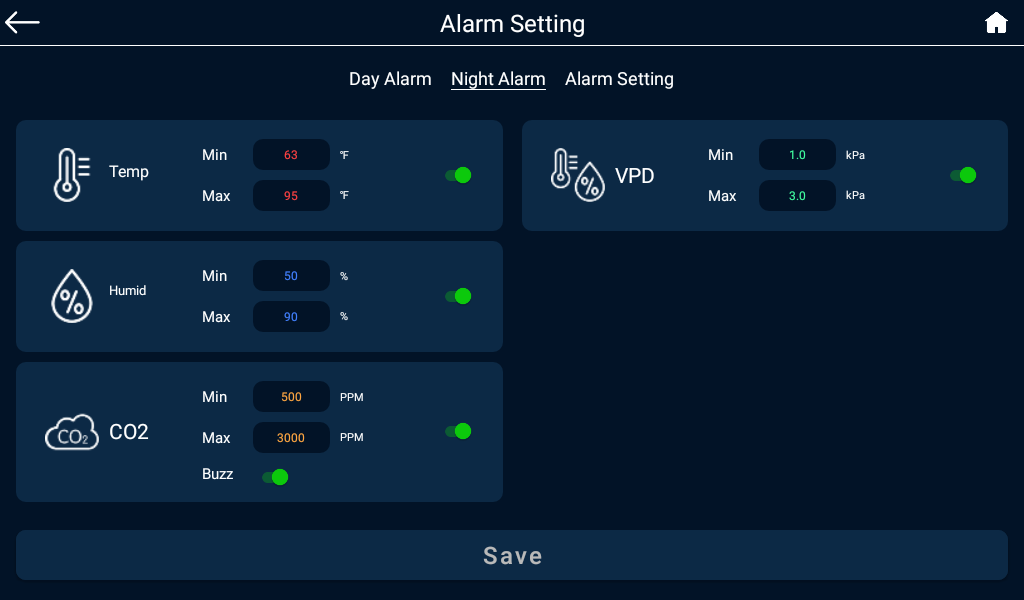 Alarm Setting
Day Alarm Night Alarm Alarm Setting
Temp
Min 63 °F
Max 95 °F
VPD
Min 1.0 kPa
Max 3.0 kPa
%
Humid
Min 50 %
Max 90 %
CO2
CO2
Min 500 PPM
Max 3000 PPM
Buzz
Save